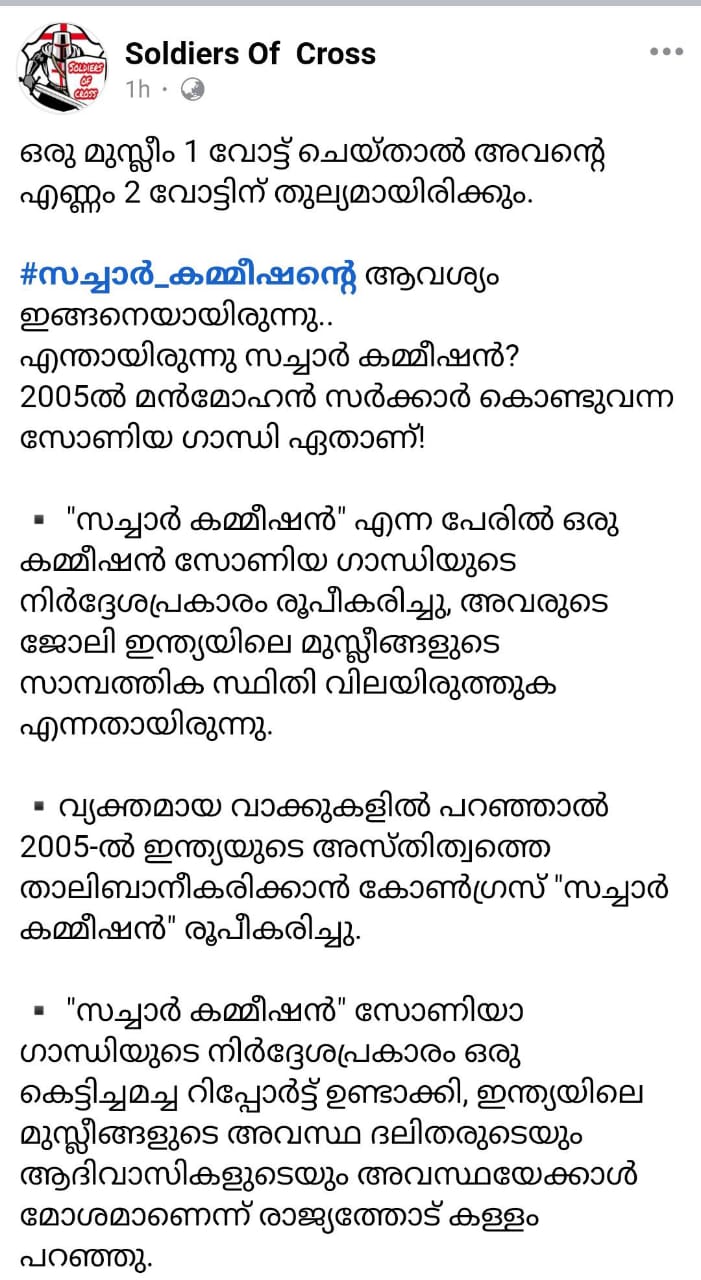 Soldiers Of Cross
SOLDIERS
OF
CROSS
1h
ഒരു മുസ്ലീം 1 വോട്ട് ചെയ്താൽ അവന്റെ
എണ്ണം 2 വോട്ടിന് തുല്യമായിരിക്കും.
#സച്ചാർ_കമ്മീഷന്റെ ആവശ്യം
ഇങ്ങനെയായിരുന്നു..
എന്തായിരുന്നു സച്ചാർ കമ്മീഷൻ?
2005ൽ മൻമോഹൻ സർക്കാർ കൊണ്ടുവന്ന
സോണിയ ഗാന്ധി ഏതാണ്!
▪ "സച്ചാർ കമ്മീഷൻ" എന്ന പേരിൽ ഒരു
കമ്മീഷൻ സോണിയ ഗാന്ധിയുടെ
നിർദ്ദേശപ്രകാരം രൂപീകരിച്ചു, അവരുടെ
ജോലി ഇന്ത്യയിലെ മുസ്ലീങ്ങളുടെ
സാമ്പത്തിക സ്ഥിതി വിലയിരുത്തുക
എന്നതായിരുന്നു.
▪ വ്യക്തമായ വാക്കുകളിൽ പറഞ്ഞാൽ
2005-ൽ ഇന്ത്യയുടെ അസ്തിത്വത്തെ
താലിബാനീകരിക്കാൻ കോൺഗ്രസ് "സച്ചാർ
കമ്മീഷൻ" രൂപീകരിച്ചു.
▪ "സച്ചാർ കമ്മീഷൻ" സോണിയാ
ഗാന്ധിയുടെ നിർദ്ദേശപ്രകാരം ഒരു
കെട്ടിച്ചമച്ച റിപ്പോർട്ട് ഉണ്ടാക്കി, ഇന്ത്യയിലെ
മുസ്ലീങ്ങളുടെ അവസ്ഥ ദലിതരുടെയും
ആദിവാസികളുടെയും അവസ്ഥയേക്കാൾ
മോശമാണെന്ന് രാജ്യത്തോട് കള്ളം
പറഞ്ഞു.